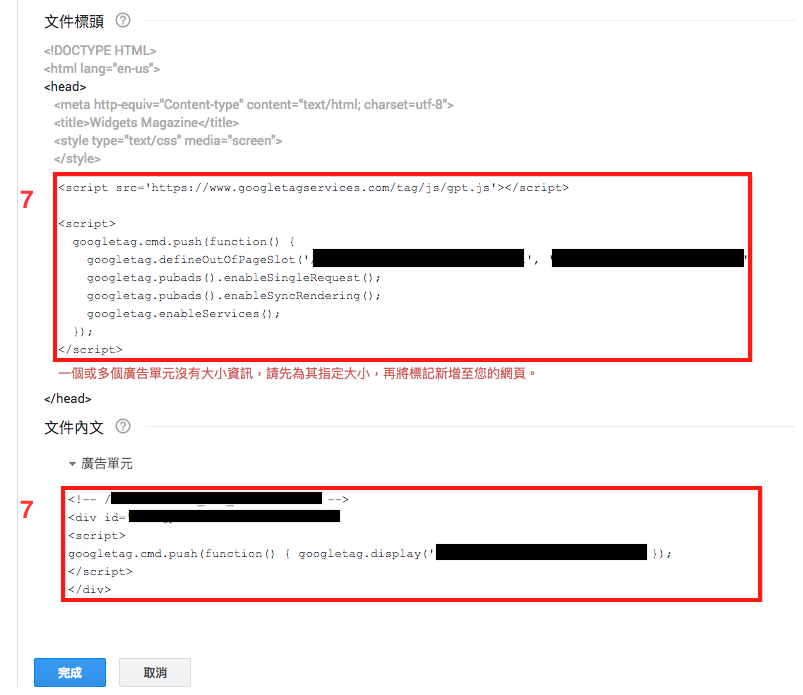 文件標頭 ?
<!DOCTYPE HTML>
<html lang="en-us">
<head>
<meta http-equiv="Content-type" content="text/html; charset=utf-8">
<title>Widgets Magazine</title>
<style type="text/css" media="screen">
</style>
7
<script src='https://www.googletagservices.com/tag/js/gpt.js'></script>
<script>
googletag.cmd.push(function() {
googletag.defineOutOfPageSlot('/ ', '
googletag.pubads().enableSingleRequest();
googletag.pubads().enableSyncRendering();
googletag.enableServices();
});
</script>
一個或多個廣告單元沒有大小資訊，請先為其指定大小，再將標記新增至您的網頁。
</head>
文件內文 ?
廣告單元
7
<!-- / -->
<div id='
<script>
googletag.cmd.push(function() { googletag.display(' });
</script>
</div>
完成 取消